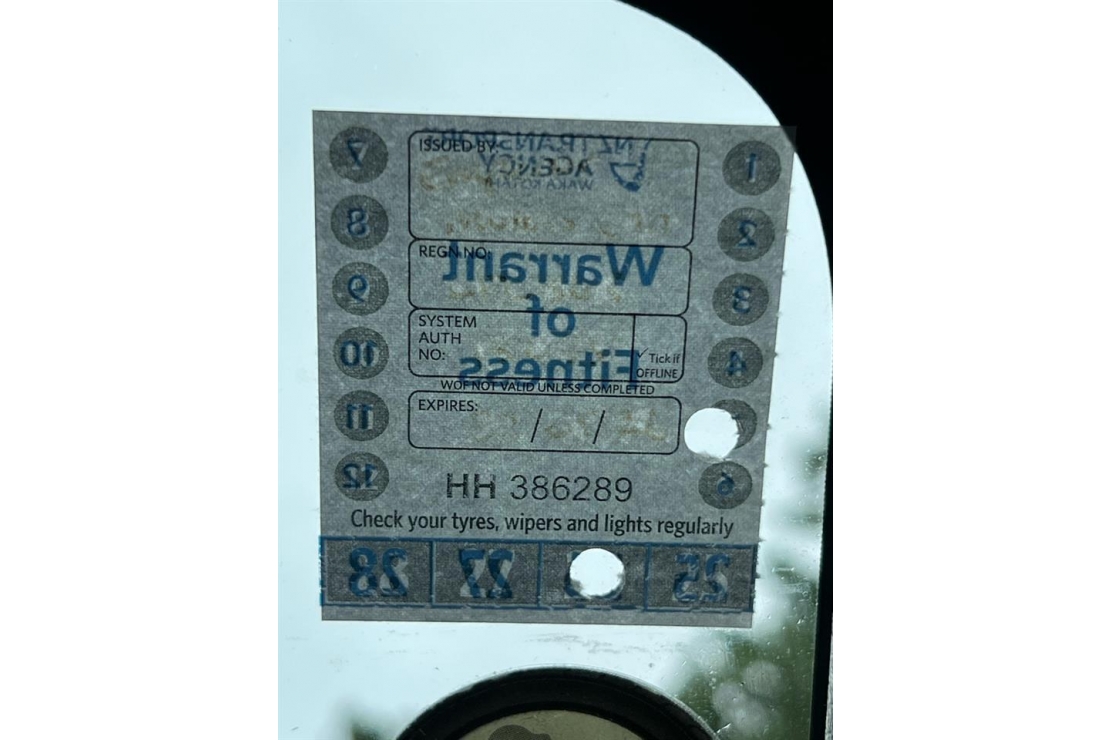 ISSUED BY:
NZ TRANSPORT
AGENCY
WAKA KOTAHI
REGN NO:
Warrant
of
Fitness
SYSTEM
AUTH
NO:
Tick if
OFFLINE
WOF NOT VALID UNLESS COMPLETED
EXPIRES: / /
7 1
8 2
9 3
10 4
11
12 6
HH 386289
Check your tyres, wipers and lights regularly
28 27 25